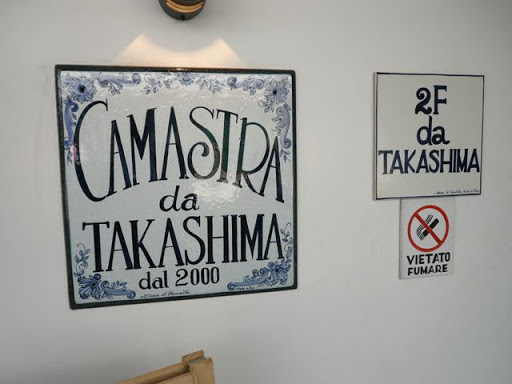 CAMASTRA
da
TAKASHIMA
dal 2000
2F
da
TAKASHIMA
VIETATO
FUMARE